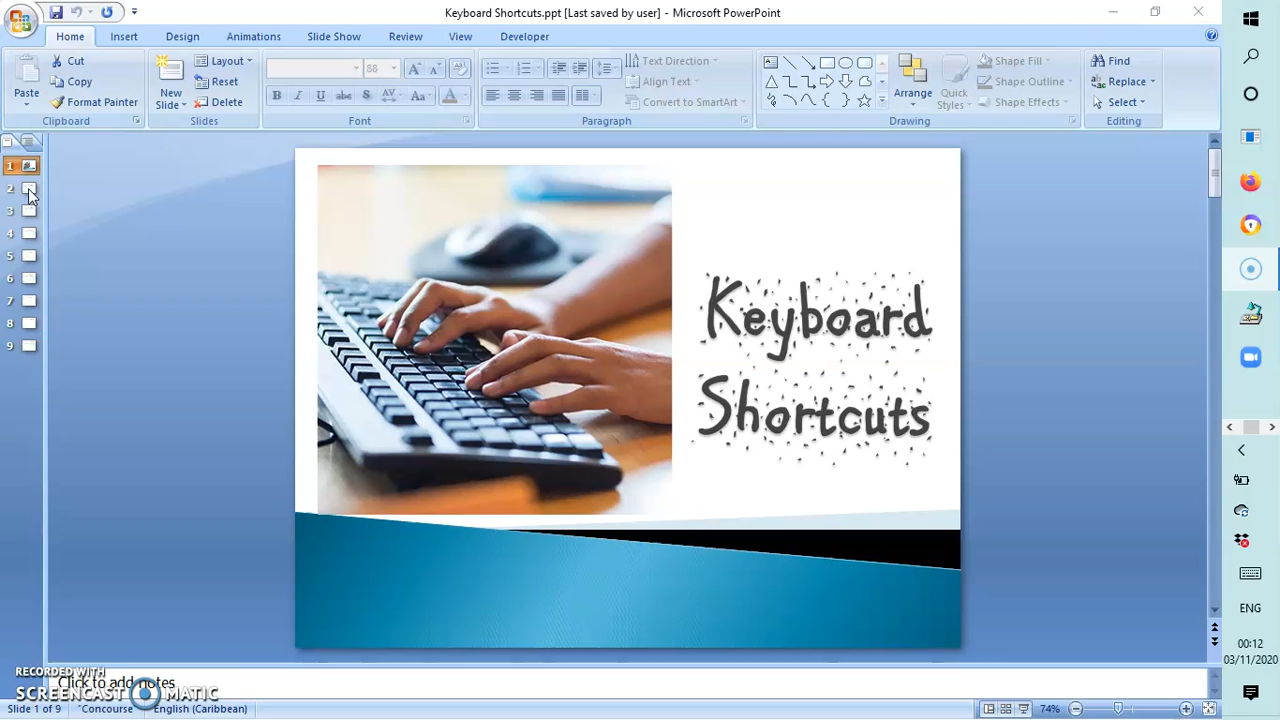 Keyboard Shortcuts.ppt [Last saved by user] - Microsoft PowerPoint
Home Insert Design Animations Slide Show Review View Developer
Paste
Cut
Copy
Format Painter
Clipboard
New
Slide
Layout
Reset
Delete
Slides
88
B I U abc S AV Aa A
Font
Text Direction
Align Text
Convert to SmartArt
Paragraph
Arrange
Quick
Styles
Shape Fill
Shape Outline
Shape Effects
Drawing
Find
Replace
Select
Editing
1
2
3
4
5
6
7
8
9
Keyboard
Shortcuts
Click to add notes
RECORDED WITH
SCREENCAST MATIC
Slide 1 of 9 "Concourse English (Caribbean) 74%
ENG
00:12
03/11/2020